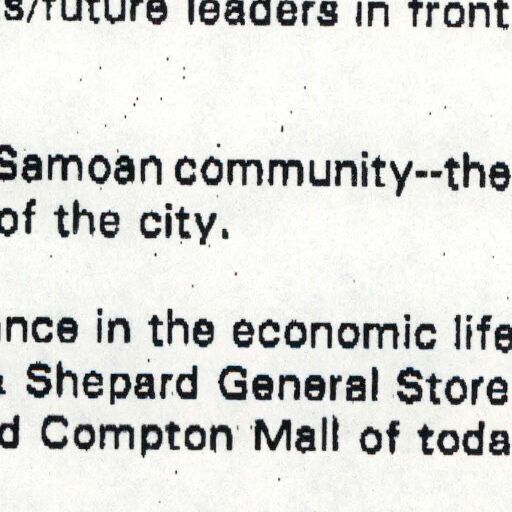 s/future leaders in front
Samoan community--the
of the city.
nce in the economic life
& Shepard General Store
d Compton Mall of toda